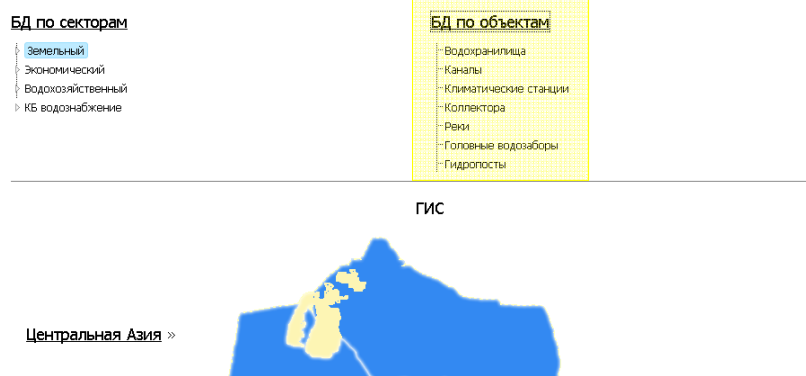 БД по секторам
Земельный
Экономический
Водохозяйственный
КБ водознабжение
БД по объектам
Водохранилища
Каналы
Климатические станции
Коллектора
Реки
Головные водозаборы
Гидропосты
ГИС
Центральная Азия »